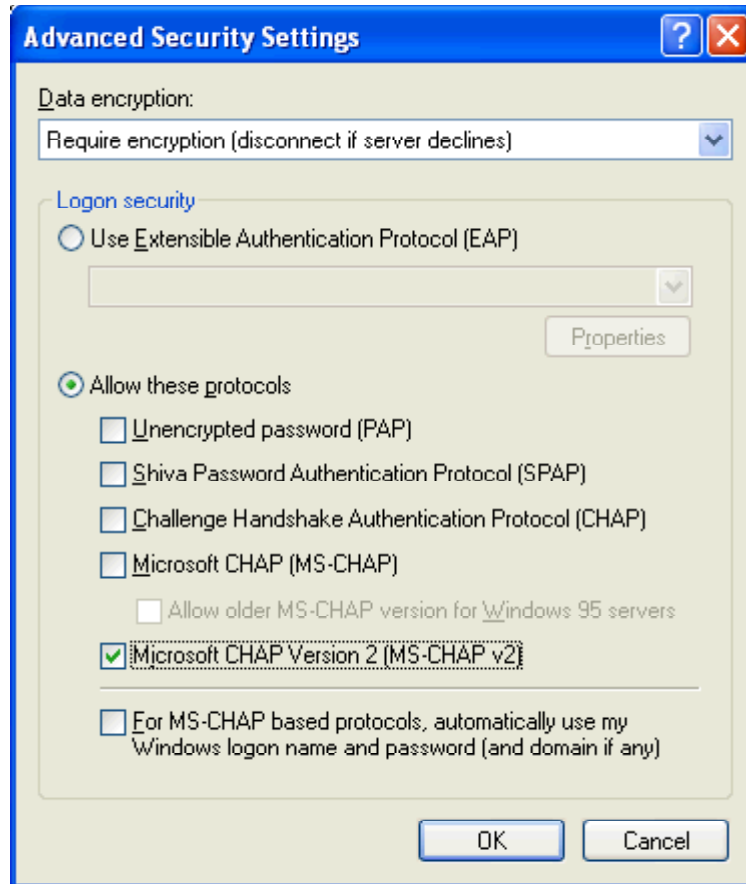 Advanced Security Settings
Data encryption:
Require encryption (disconnect if server declines)
Logon security
Use Extensible Authentication Protocol (EAP)
Properties
Allow these protocols
Unencrypted password (PAP)
Shiva Password Authentication Protocol (SPAP)
Challenge Handshake Authentication Protocol (CHAP)
Microsoft CHAP (MS-CHAP)
Allow older MS-CHAP version for Windows 95 servers
Microsoft CHAP Version 2 (MS-CHAP v2)
For MS-CHAP based protocols, automatically use my
Windows logon name and password (and domain if any)
OK Cancel